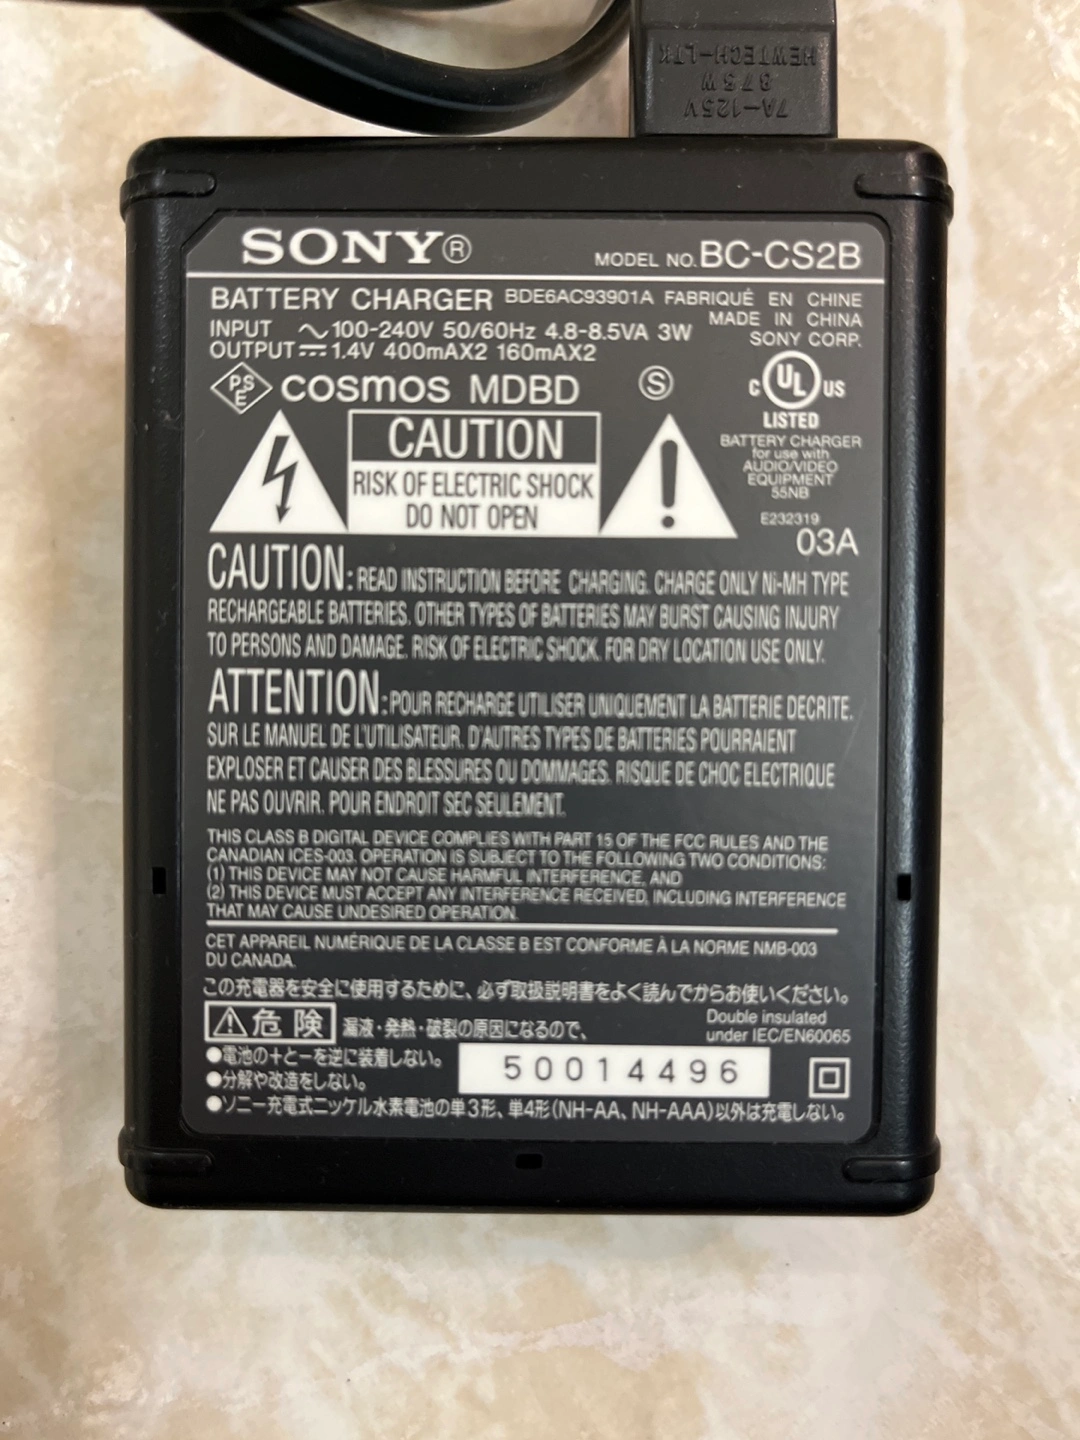 HEWTECH-LTK
875W
7A-125V
SONY®
MODEL NO. BC-CS2B
BATTERY CHARGER BDE6AC93901A FABRIQUÉ EN CHINE
MADE IN CHINA
INPUT ～100-240V 50/60Hz 4.8-8.5VA 3W
SONY CORP.
OUTPUT ⎓ 1.4V 400mAX2 160mAX2
PSE COSMOS MDBD Ⓢ
C UL US
LISTED
BATTERY CHARGER
for use with
AUDIO/VIDEO
EQUIPMENT
55NB
E232319
03A
CAUTION
RISK OF ELECTRIC SHOCK
DO NOT OPEN
CAUTION: READ INSTRUCTION BEFORE CHARGING. CHARGE ONLY Ni-MH TYPE
RECHARGEABLE BATTERIES. OTHER TYPES OF BATTERIES MAY BURST CAUSING INJURY
TO PERSONS AND DAMAGE. RISK OF ELECTRIC SHOCK. FOR DRY LOCATION USE ONLY.
ATTENTION: POUR RECHARGE UTILISER UNIQUEMENT LA BATTERIE DECRITE.
SUR LE MANUEL DE L'UTILISATEUR. D'AUTRES TYPES DE BATTERIES POURRAIENT
EXPLOSER ET CAUSER DES BLESSURES OU DOMMAGES. RISQUE DE CHOC ELECTRIQUE
NE PAS OUVRIR. POUR ENDROIT SEC SEULEMENT.
THIS CLASS B DIGITAL DEVICE COMPLIES WITH PART 15 OF THE FCC RULES AND THE
CANADIAN ICES-003. OPERATION IS SUBJECT TO THE FOLLOWING TWO CONDITIONS:
(1) THIS DEVICE MAY NOT CAUSE HARMFUL INTERFERENCE, AND
(2) THIS DEVICE MUST ACCEPT ANY INTERFERENCE RECEIVED, INCLUDING INTERFERENCE
THAT MAY CAUSE UNDESIRED OPERATION.
CET APPAREIL NUMÉRIQUE DE LA CLASSE B EST CONFORME À LA NORME NMB-003
DU CANADA.
この充電器を安全に使用するために、必ず取扱説明書をよく読んでからお使いください。
⚠危険 漏液・発熱・破裂の原因になるので、
Double insulated
under IEC/EN60065
●電池の＋とーを逆に装着しない。
●分解や改造をしない。
50014496
●ソニー充電式ニッケル水素電池の単3形、単4形(NH-AA、NH-AAA)以外は充電しない。